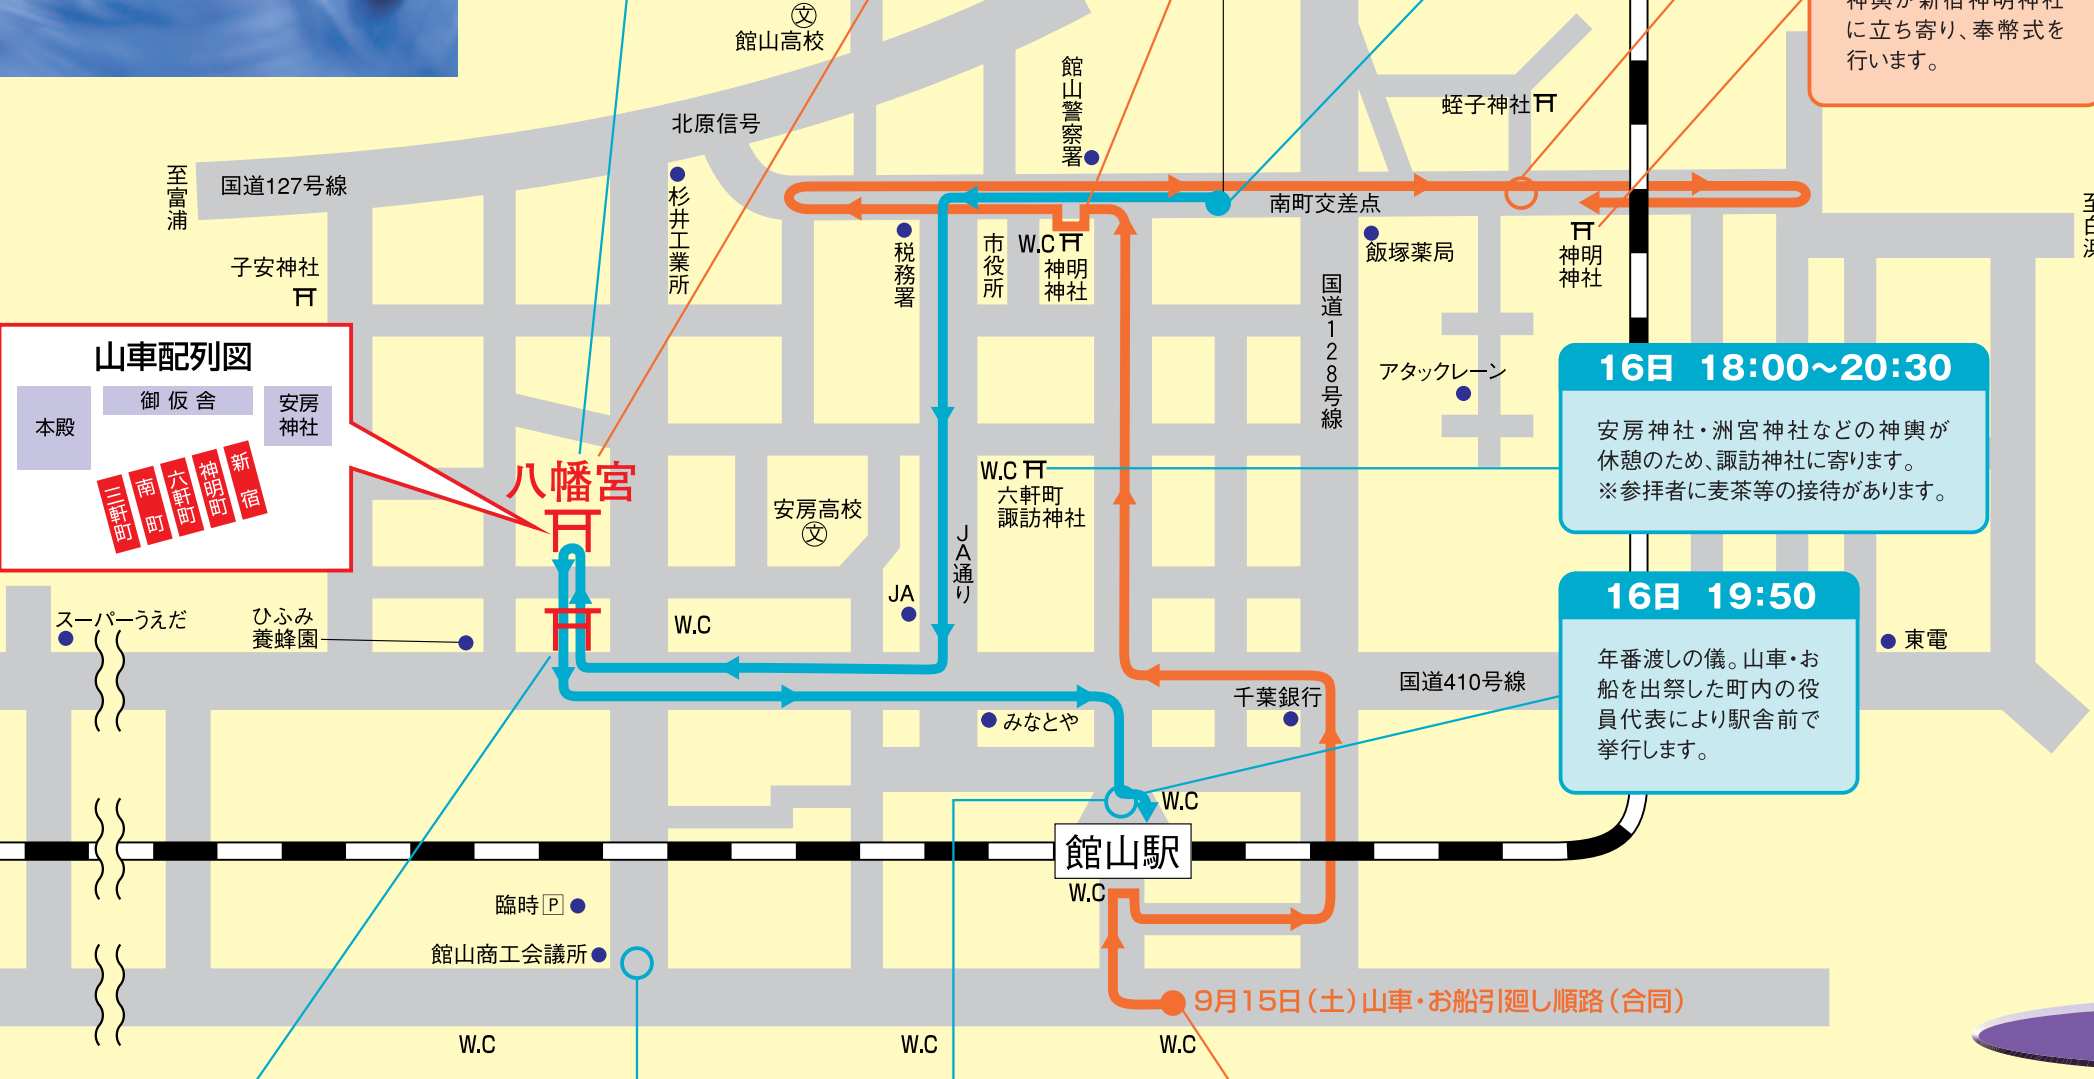 神輿が新宿神明神社
に立ち寄り、奉幣式を
行います。
文
館山高校
館山警察署
蛭子神社
北原信号
至富浦
国道127号線
杉井工業所
南町交差点
税務署
市役所
W.C
神明
神社
飯塚薬局
神明
神社
子安神社
国道128号線
アタックレーン
山車配列図
本殿
御仮舎
安房
神社
三軒町
南町
六軒町
神明町
新宿
八幡宮
安房高校
文
W.C
六軒町
諏訪神社
JA通り
JA
16日 18:00～20:30
安房神社・洲宮神社などの神輿が
休憩のため、諏訪神社に寄ります。
※参拝者に麦茶等の接待があります。
16日 19:50
年番渡しの儀。山車・お
船を出祭した町内の役
員代表により駅舎前で
挙行します。
スーパーうえだ
ひふみ
養蜂園
W.C
東電
国道410号線
千葉銀行
みなとや
W.C
館山駅
W.C
臨時P
館山商工会議所
9月15日（土）山車・お船引廻し順路（合同）
W.C
W.C
W.C